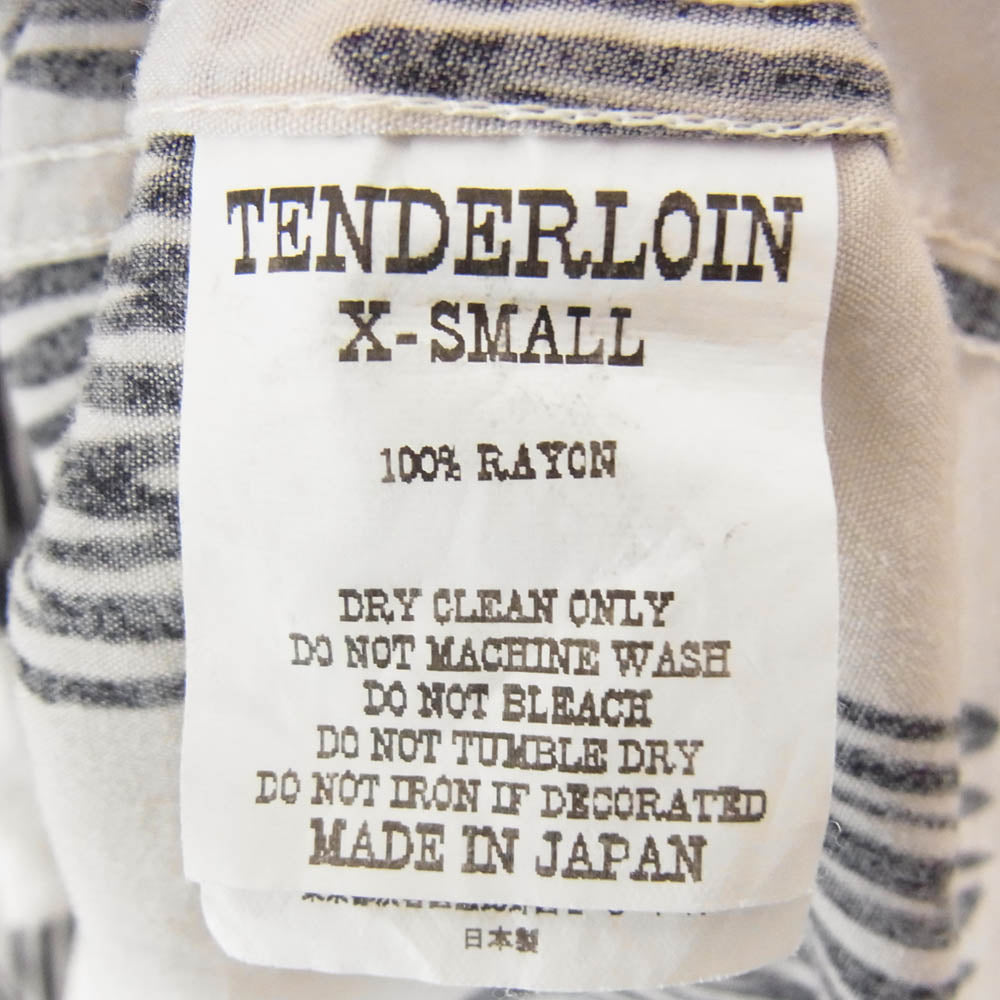 TENDERLOIN
X-SMALL
100% RAYON
DRY CLEAN ONLY
DO NOT MACHINE WASH
DO NOT BLEACH
DO NOT TUMBLE DRY
DO NOT IRON IF DECORATED
MADE IN JAPAN
日本製